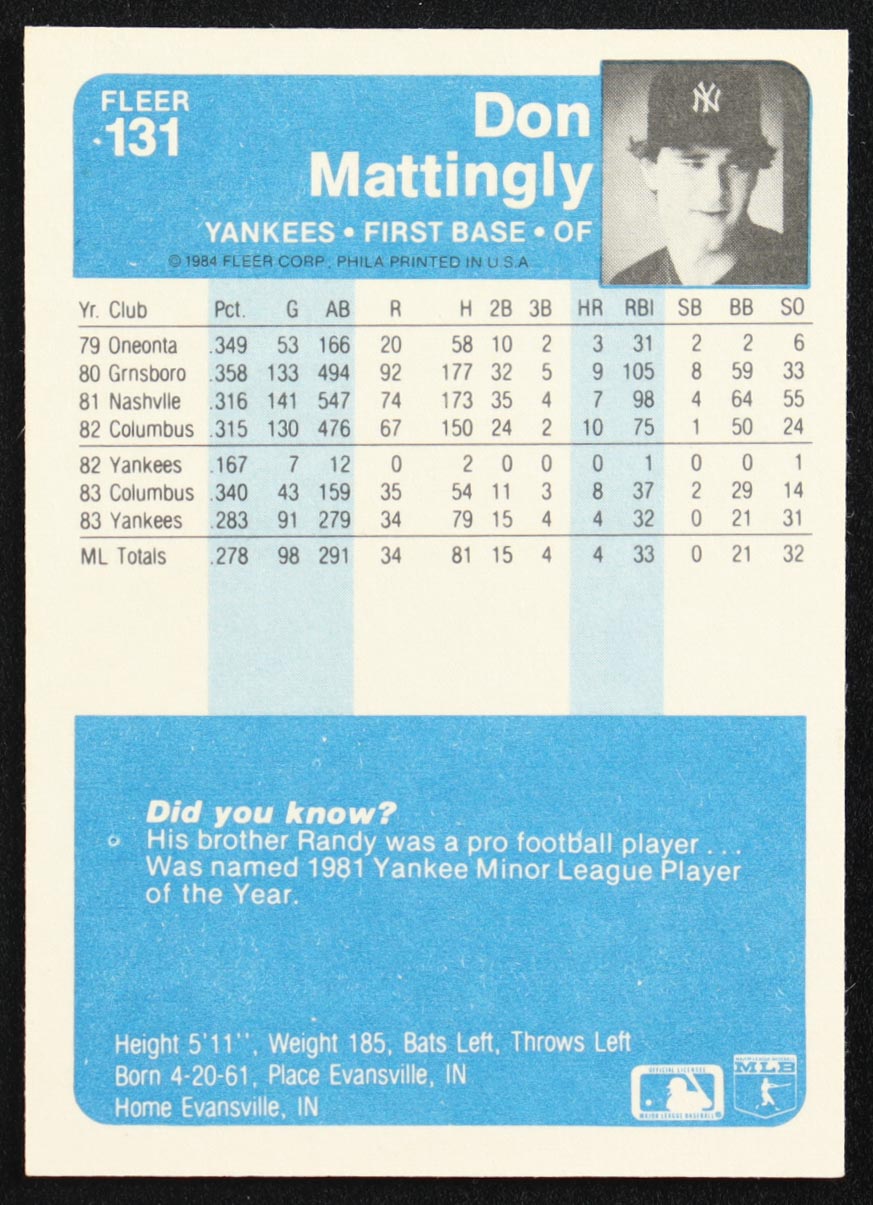 FLEER
131
Don
Mattingly
YANKEES • FIRST BASE • OF
© 1984 FLEER CORP., PHILA PRINTED IN U.S.A.
Yr. Club Pct. G AB R H 2B 3B HR RBI SB BB SO
79 Oneonta .349 53 166 20 58 10 2 3 31 2 2 6
80 Grnsboro .358 133 494 92 177 32 5 9 105 8 59 33
81 Nashvlle .316 141 547 74 173 35 4 7 98 4 64 55
82 Columbus .315 130 476 67 150 24 2 10 75 1 50 24
82 Yankees .167 7 12 0 2 0 0 0 1 0 0 1
83 Columbus .340 43 159 35 54 11 3 8 37 2 29 14
83 Yankees .283 91 279 34 79 15 4 4 32 0 21 31
ML Totals .278 98 291 34 81 15 4 4 33 0 21 32
Did you know?
His brother Randy was a pro football player . . .
Was named 1981 Yankee Minor League Player
of the Year.
Height 5'11'', Weight 185, Bats Left, Throws Left
Born 4-20-61, Place Evansville, IN
Home Evansville, IN
OFFICIAL LICENSEE
MAJOR LEAGUE BASEBALL
MAJOR LEAGUE BASEBALL
MLB